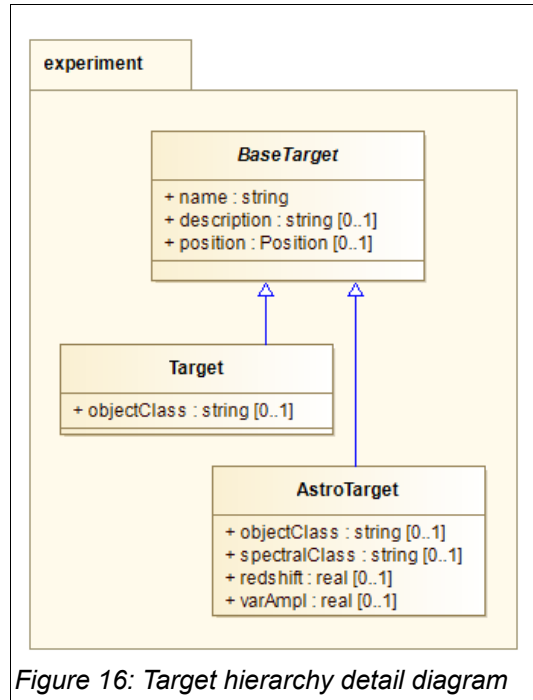 experiment
BaseTarget
+ name : string
+ description : string [0..1]
+ position : Position [0..1]
Target
+ objectClass : string [0..1]
AstroTarget
+ objectClass : string [0..1]
+ spectralClass : string [0..1]
+ redshift : real [0..1]
+ varAmpl : real [0..1]
Figure 16: Target hierarchy detail diagram